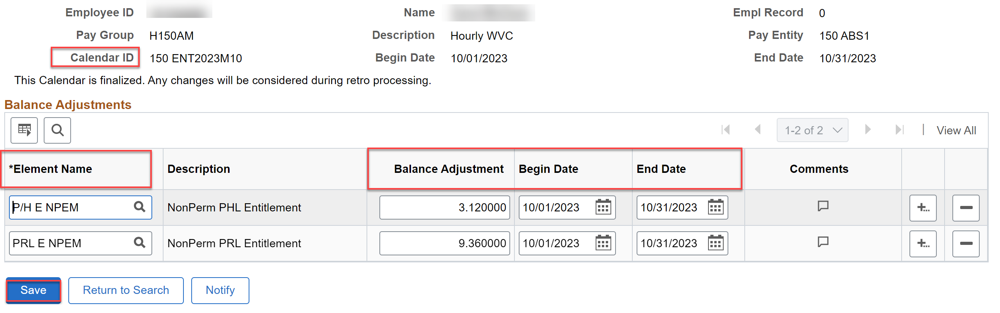 Employee ID Name Empl Record 0
Pay Group H150AM Description Hourly WVC Pay Entity 150 ABS1
Calendar ID 150 ENT2023M10 Begin Date 10/01/2023 End Date 10/31/2023
This Calendar is finalized. Any changes will be considered during retro processing.
Balance Adjustments
1-2 of 2 | View All
*Element Name Description Balance Adjustment Begin Date End Date Comments
P/H E NPEM NonPerm PHL Entitlement 3.120000 10/01/2023 10/31/2023
PRL E NPEM NonPerm PRL Entitlement 9.360000 10/01/2023 10/31/2023
Save Return to Search Notify